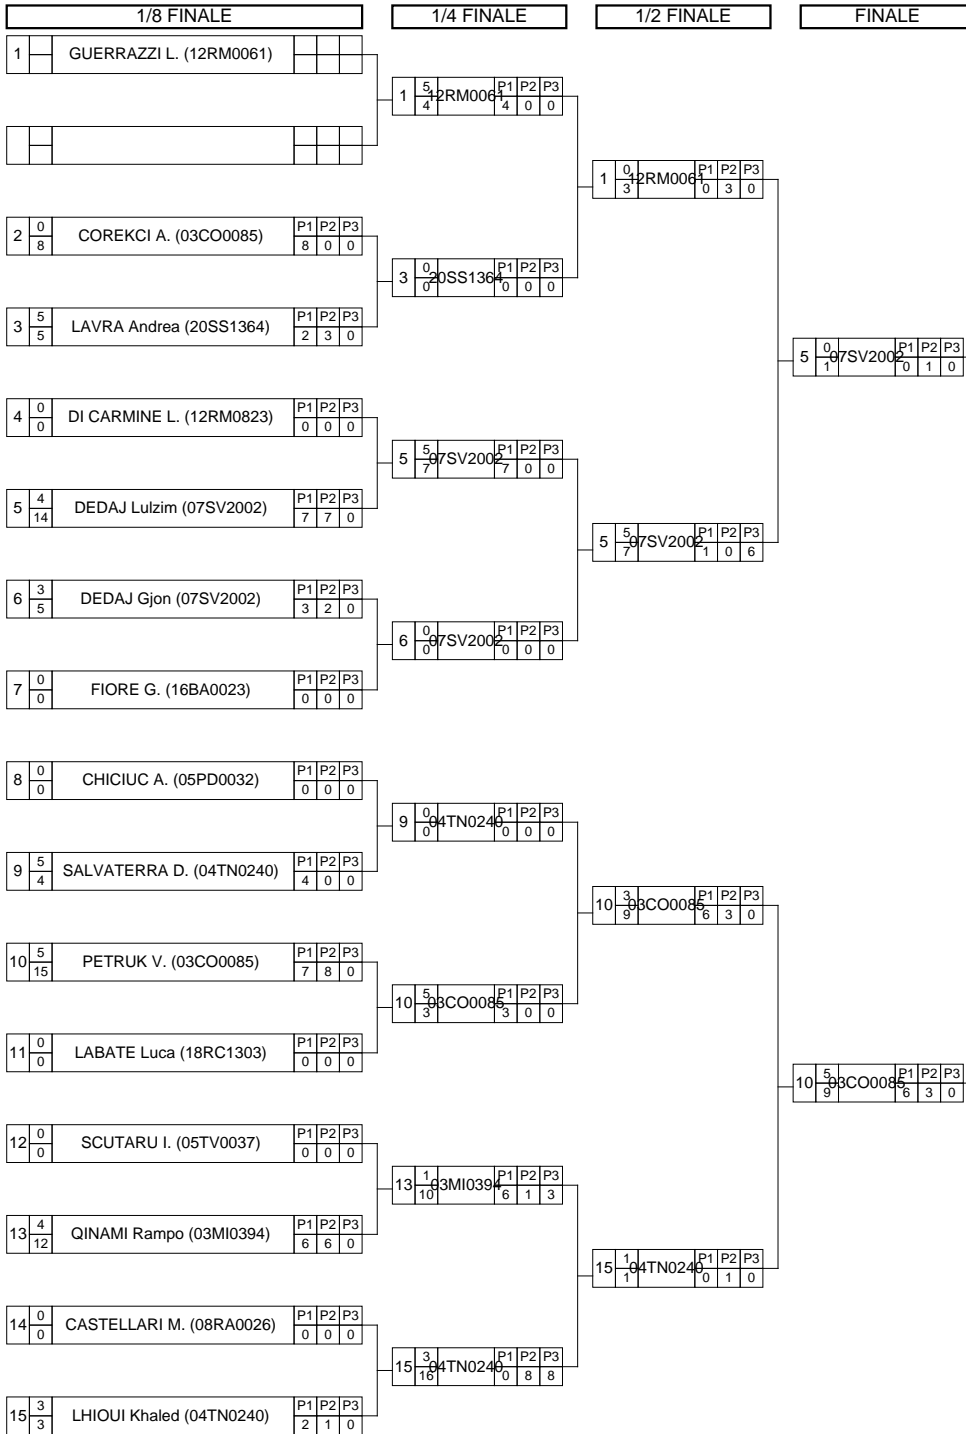 1/8 FINALE
1/4 FINALE
1/2 FINALE
FINALE
1 GUERRAZZI L. (12RM0061)
2 0 8 COREKCI A. (03CO0085) P1 P2 P3 8 0 0
3 5 5 LAVRA Andrea (20SS1364) P1 P2 P3 2 3 0
4 0 0 DI CARMINE L. (12RM0823) P1 P2 P3 0 0 0
5 4 14 DEDAJ Lulzim (07SV2002) P1 P2 P3 7 7 0
6 3 5 DEDAJ Gjon (07SV2002) P1 P2 P3 3 2 0
7 0 0 FIORE G. (16BA0023) P1 P2 P3 0 0 0
8 0 0 CHICIUC A. (05PD0032) P1 P2 P3 0 0 0
9 5 4 SALVATERRA D. (04TN0240) P1 P2 P3 4 0 0
10 5 15 PETRUK V. (03CO0085) P1 P2 P3 7 8 0
11 0 0 LABATE Luca (18RC1303) P1 P2 P3 0 0 0
12 0 0 SCUTARU I. (05TV0037) P1 P2 P3 0 0 0
13 4 12 QINAMI Rampo (03MI0394) P1 P2 P3 6 6 0
14 0 0 CASTELLARI M. (08RA0026) P1 P2 P3 0 0 0
15 3 3 LHIOUI Khaled (04TN0240) P1 P2 P3 2 1 0
1 5 4 12RM0061 P1 P2 P3 4 0 0
3 0 0 20SS1364 P1 P2 P3 0 0 0
5 5 7 07SV2002 P1 P2 P3 7 0 0
6 0 0 07SV2002 P1 P2 P3 0 0 0
9 0 0 04TN0240 P1 P2 P3 0 0 0
10 5 3 03CO0085 P1 P2 P3 3 0 0
13 1 10 03MI0394 P1 P2 P3 6 1 3
15 3 16 04TN0240 P1 P2 P3 0 8 8
1 0 3 12RM0061 P1 P2 P3 0 3 0
5 5 7 07SV2002 P1 P2 P3 1 0 6
10 3 9 03CO0085 P1 P2 P3 6 3 0
15 1 1 04TN0240 P1 P2 P3 0 1 0
5 0 1 07SV2002 P1 P2 P3 0 1 0
10 5 9 03CO0085 P1 P2 P3 6 3 0